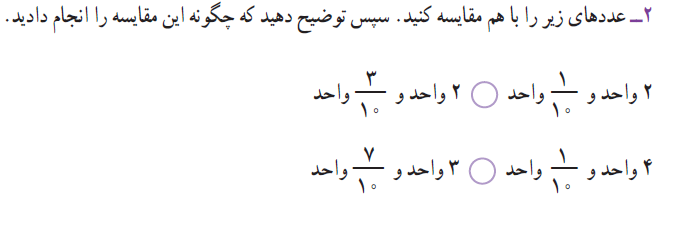 ۲ــ عددهای زیر را با هم مقایسه کنید. سپس توضیح دهید که چگونه این مقایسه را انجام دادید.
۲ واحد و ۱/۱۰ واحد ○ ۲ واحد و ۳/۱۰ واحد
۴ واحد و ۱/۱۰ واحد ○ ۳ واحد و ۷/۱۰ واحد